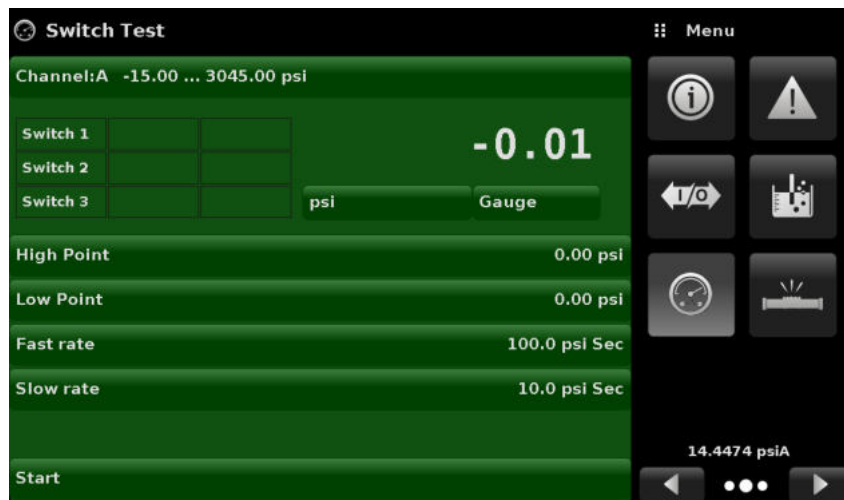 Switch Test
Menu
Channel:A -15.00 ... 3045.00 psi
Switch 1
Switch 2
Switch 3
-0.01
psi
Gauge
I/O
High Point 0.00 psi
Low Point 0.00 psi
Fast rate 100.0 psi Sec
Slow rate 10.0 psi Sec
14.4474 psiA
Start